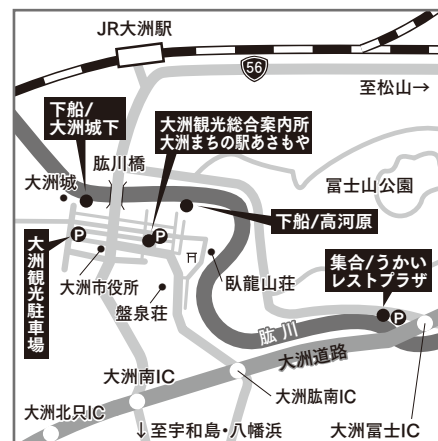 JR大洲駅
56
至松山→
下船/
大洲城下
大洲観光総合案内所
大洲まちの駅あさもや
肱川橋
大洲城
冨士山公園
P
P
下船/高河原
大洲観光駐車場
大洲市役所
臥龍山荘
集合/うかい
レストプラザ
盤泉荘
P
肱川
大洲道路
大洲南IC
大洲肱南IC
大洲北只IC
↓至宇和島・八幡浜
大洲冨士IC